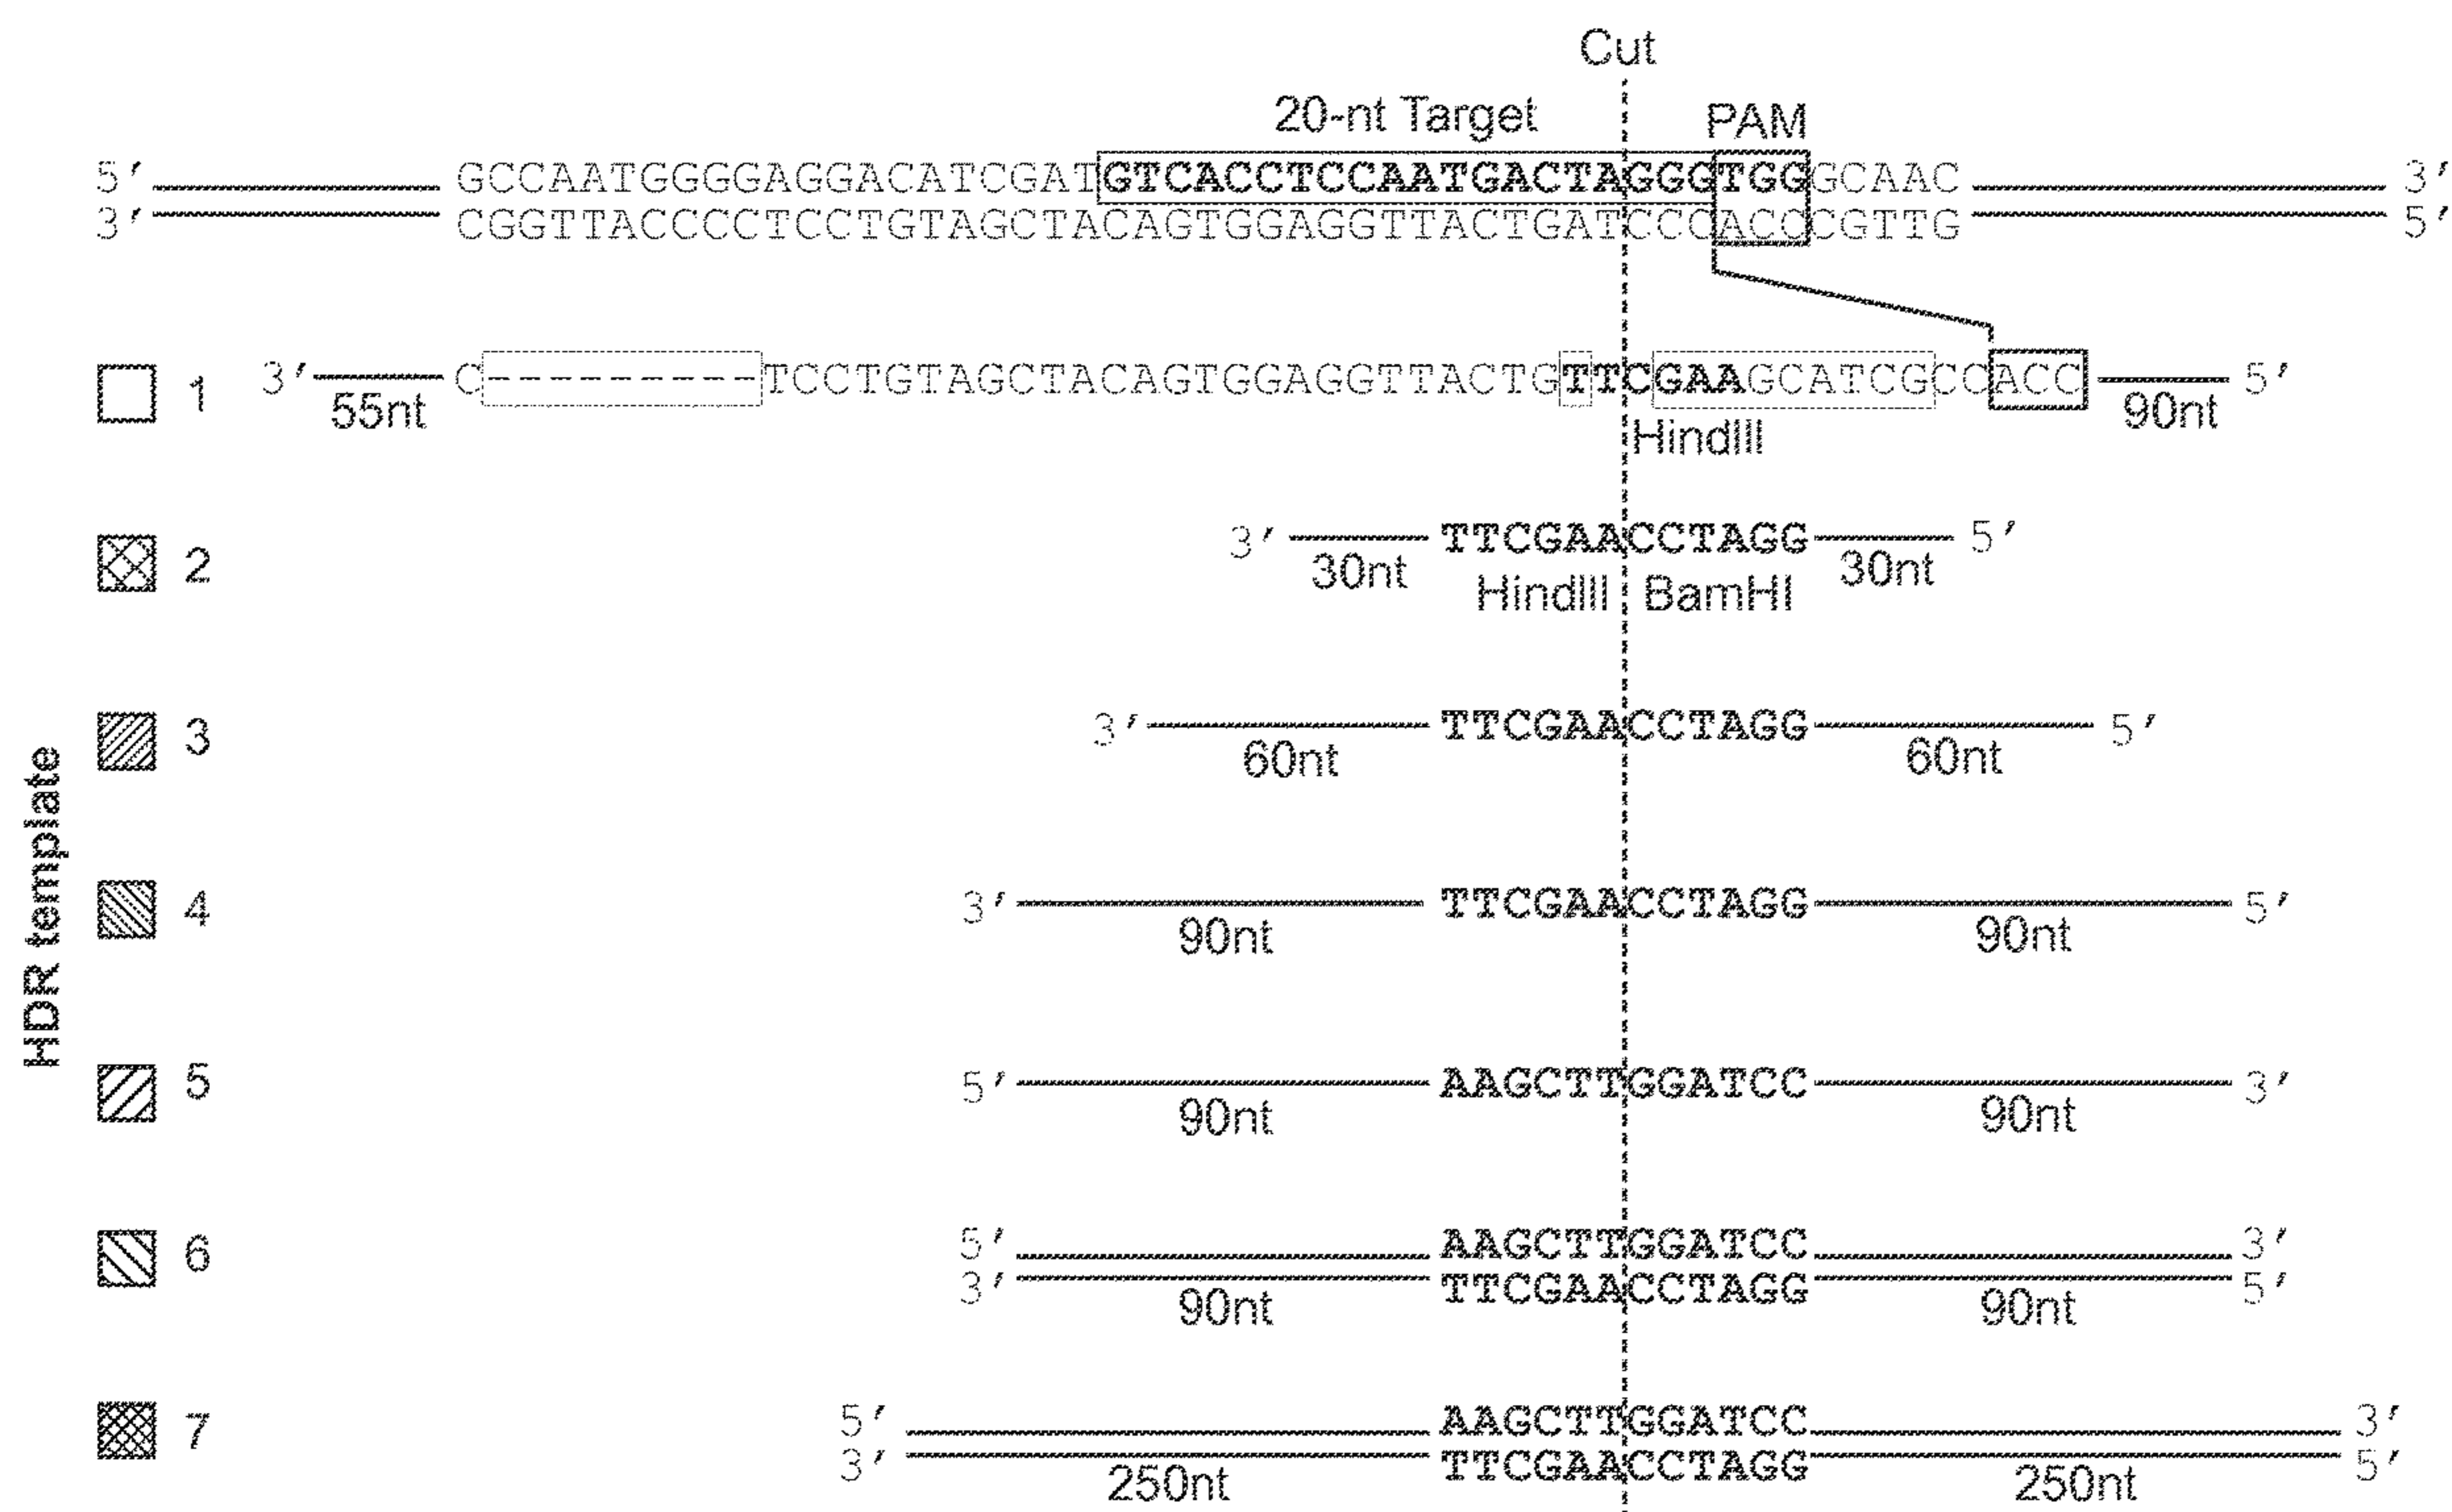 Cut
20-nt Target PAM
5′ GCCAATGGGGAGGACATCGATGTCACCTCCAATGACTAGGGTGGGCAAC 3′
3′ CGGTTACCCCTCCTGTAGCTACAGTGGAGGTTACTGATCCCACCCGTTG 5′
1 3′ C---------TCCTGTAGCTACAGTGGAGGTTACTGTTCGAAGCATCGCCACC 5′
55nt HindIII 90nt
2 3′ TTCGAACCTAGG 5′
30nt HindIII BamHI 30nt
3 3′ TTCGAACCTAGG 5′
60nt 60nt
HDR template
4 3′ TTCGAACCTAGG 5′
90nt 90nt
5 5′ AAGCTTGGATCC 3′
90nt 90nt
6 5′ AAGCTTGGATCC 3′
3′ TTCGAACCTAGG 5′
90nt 90nt
7 5′ AAGCTTGGATCC 3′
3′ TTCGAACCTAGG 5′
250nt 250nt